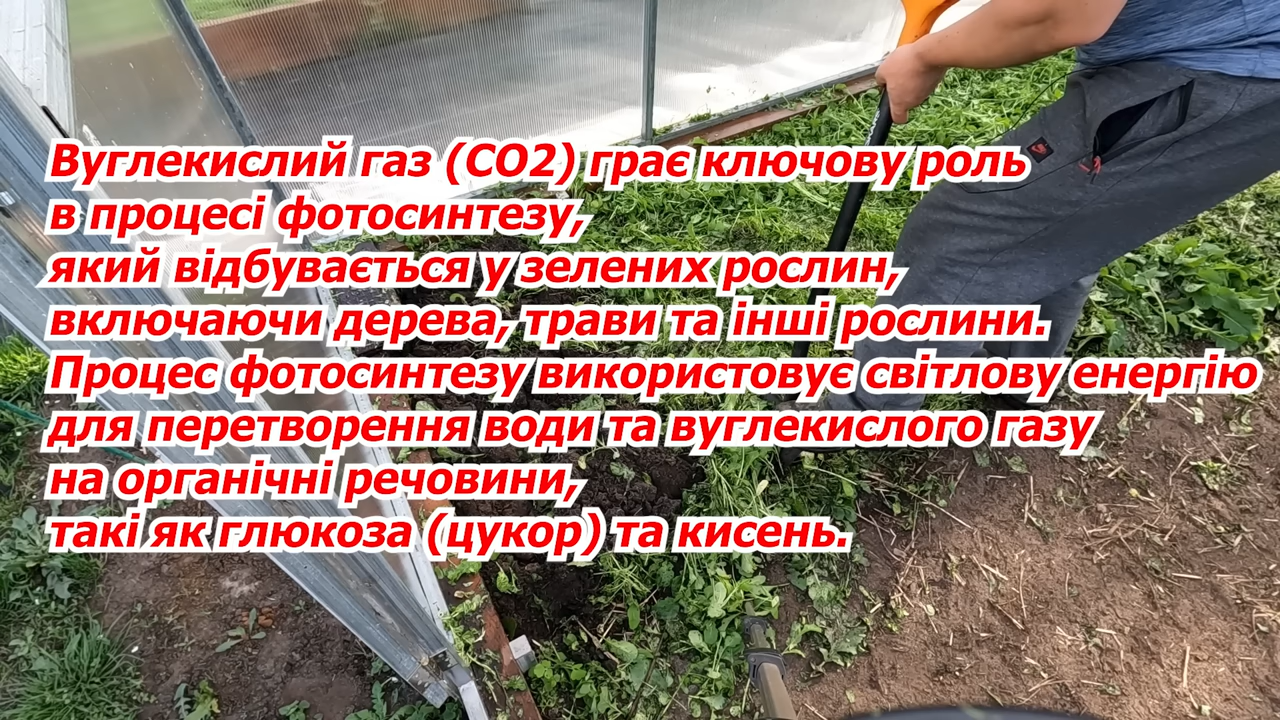 Вуглекислий газ (CO2) грає ключову роль
в процесі фотосинтезу,
який відбувається у зелених рослин,
включаючи дерева, трави та інші рослини.
Процес фотосинтезу використовує світлову енергію
для перетворення води та вуглекислого газу
на органічні речовини,
такі як глюкоза (цукор) та кисень.